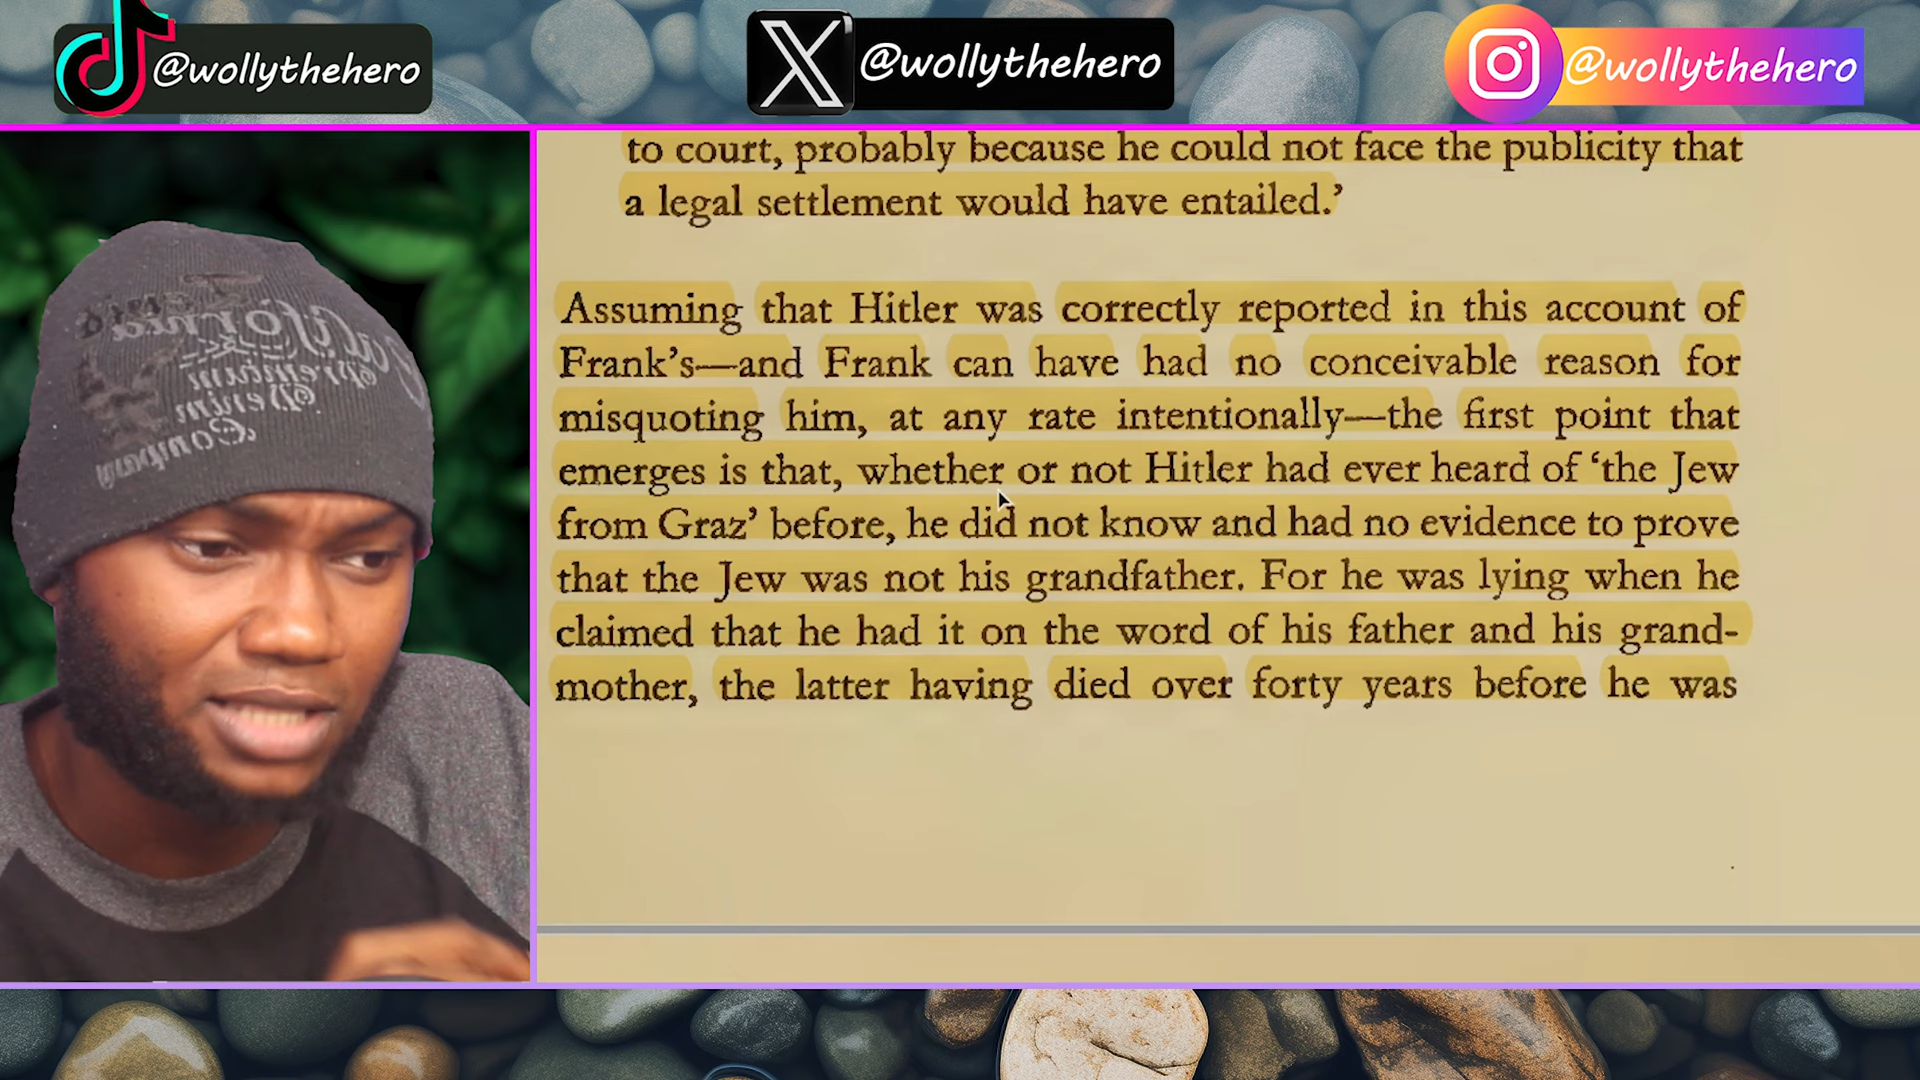 @wollythehero
@wollythehero
@wollythehero
to court, probably because he could not face the publicity that
a legal settlement would have entailed.’
Assuming that Hitler was correctly reported in this account of
Frank’s—and Frank can have had no conceivable reason for
misquoting him, at any rate intentionally—the first point that
emerges is that, whether or not Hitler had ever heard of ‘the Jew
from Graz’ before, he did not know and had no evidence to prove
that the Jew was not his grandfather. For he was lying when he
claimed that he had it on the word of his father and his grand-
mother, the latter having died over forty years before he was
California
Premium
Denim
Company